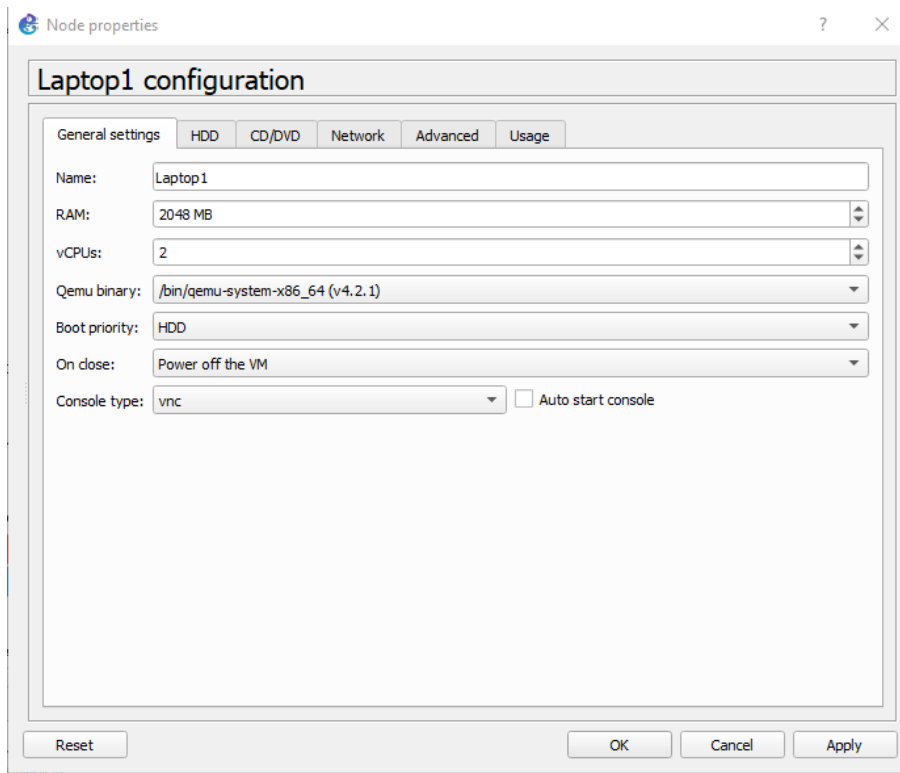 Node properties ? ×
Laptop1 configuration
General settings HDD CD/DVD Network Advanced Usage
Name: Laptop1
RAM: 2048 MB
vCPUs: 2
Qemu binary: /bin/qemu-system-x86_64 (v4.2.1)
Boot priority: HDD
On close: Power off the VM
Console type: vnc Auto start console
Reset OK Cancel Apply